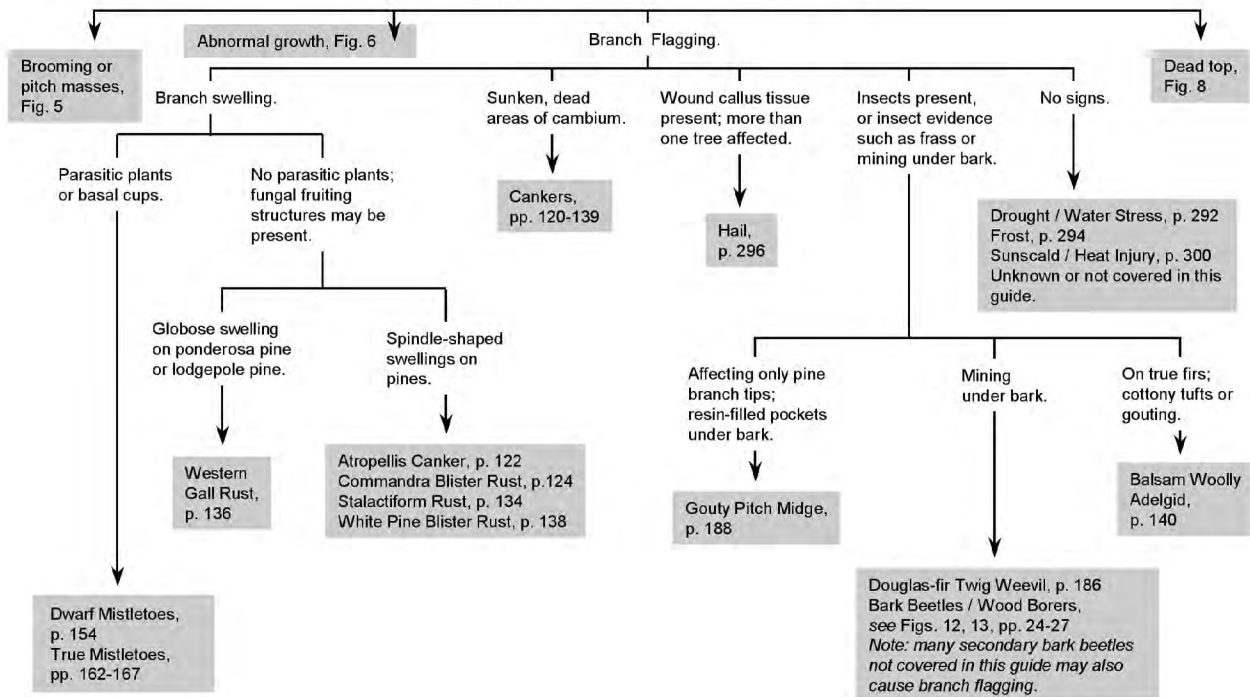 Abnormal growth, Fig. 6
Branch Flagging.
Brooming or
pitch masses,
Fig. 5
Dead top,
Fig. 8
Branch swelling.
Sunken, dead
areas of cambium.
Wound callus tissue
present; more than
one tree affected.
Insects present,
or insect evidence
such as frass or
mining under bark.
No signs.
Parasitic plants
or basal cups.
No parasitic plants;
fungal fruiting
structures may be
present.
Cankers,
pp. 120-139
Hail,
p. 296
Drought / Water Stress, p. 292
Frost, p. 294
Sunscald / Heat Injury, p. 300
Unknown or not covered in this
guide.
Globose swelling
on ponderosa pine
or lodgepole pine.
Spindle-shaped
swellings on
pines.
Affecting only pine
branch tips;
resin-filled pockets
under bark.
Mining
under bark.
On true firs;
cottony tufts or
gouting.
Western
Gall Rust,
p. 136
Atropellis Canker, p. 122
Commandra Blister Rust, p.124
Stalactiform Rust, p. 134
White Pine Blister Rust, p. 138
Gouty Pitch Midge,
p. 188
Balsam Woolly
Adelgid,
p. 140
Dwarf Mistletoes,
p. 154
True Mistletoes,
pp. 162-167
Douglas-fir Twig Weevil, p. 186
Bark Beetles / Wood Borers,
see Figs. 12, 13, pp. 24-27
Note: many secondary bark beetles
not covered in this guide may also
cause branch flagging.